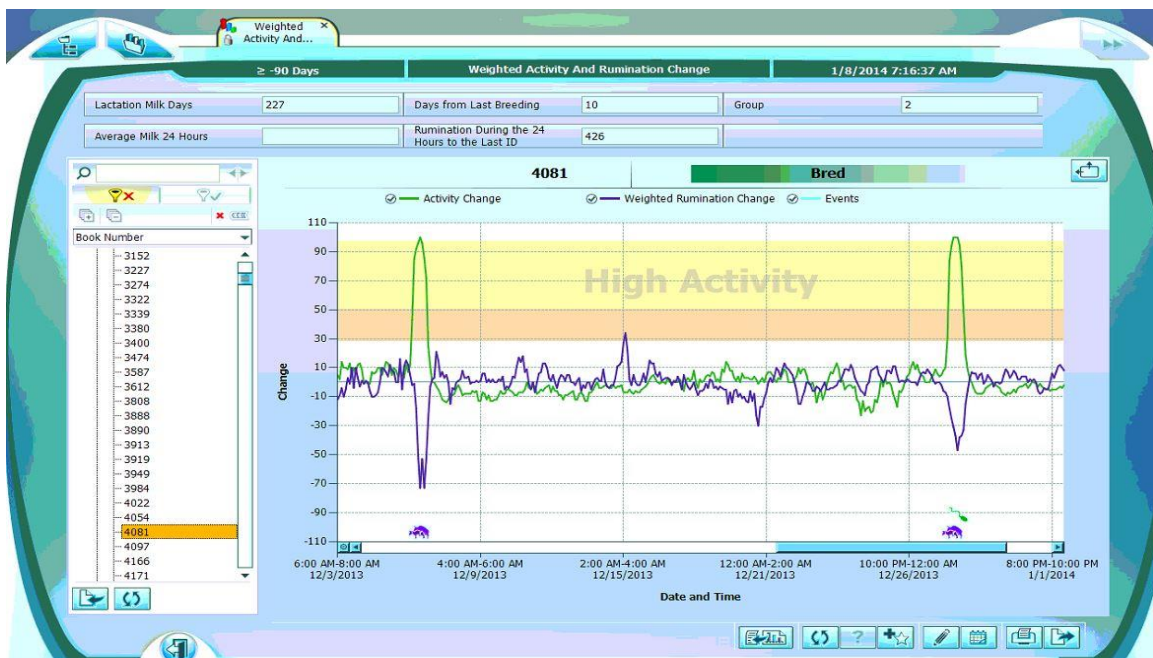 Weighted
Activity And...
≥ -90 Days
Weighted Activity And Rumination Change
1/8/2014 7:16:37 AM
Lactation Milk Days
227
Days from Last Breeding
10
Group
2
Average Milk 24 Hours
Rumination During the 24
Hours to the Last ID
426
4081
Bred
Activity Change
Weighted Rumination Change
Events
Book Number
3152
3227
3274
3322
3339
3380
3400
3474
3587
3612
3808
3888
3890
3913
3919
3949
3984
4022
4054
4081
4097
4166
4171
High Activity
Change
110
90
70
50
30
10
-10
-30
-50
-70
-90
-110
6:00 AM-8:00 AM
12/3/2013
4:00 AM-6:00 AM
12/9/2013
2:00 AM-4:00 AM
12/15/2013
12:00 AM-2:00 AM
12/21/2013
10:00 PM-12:00 AM
12/26/2013
8:00 PM-10:00 PM
1/1/2014
Date and Time